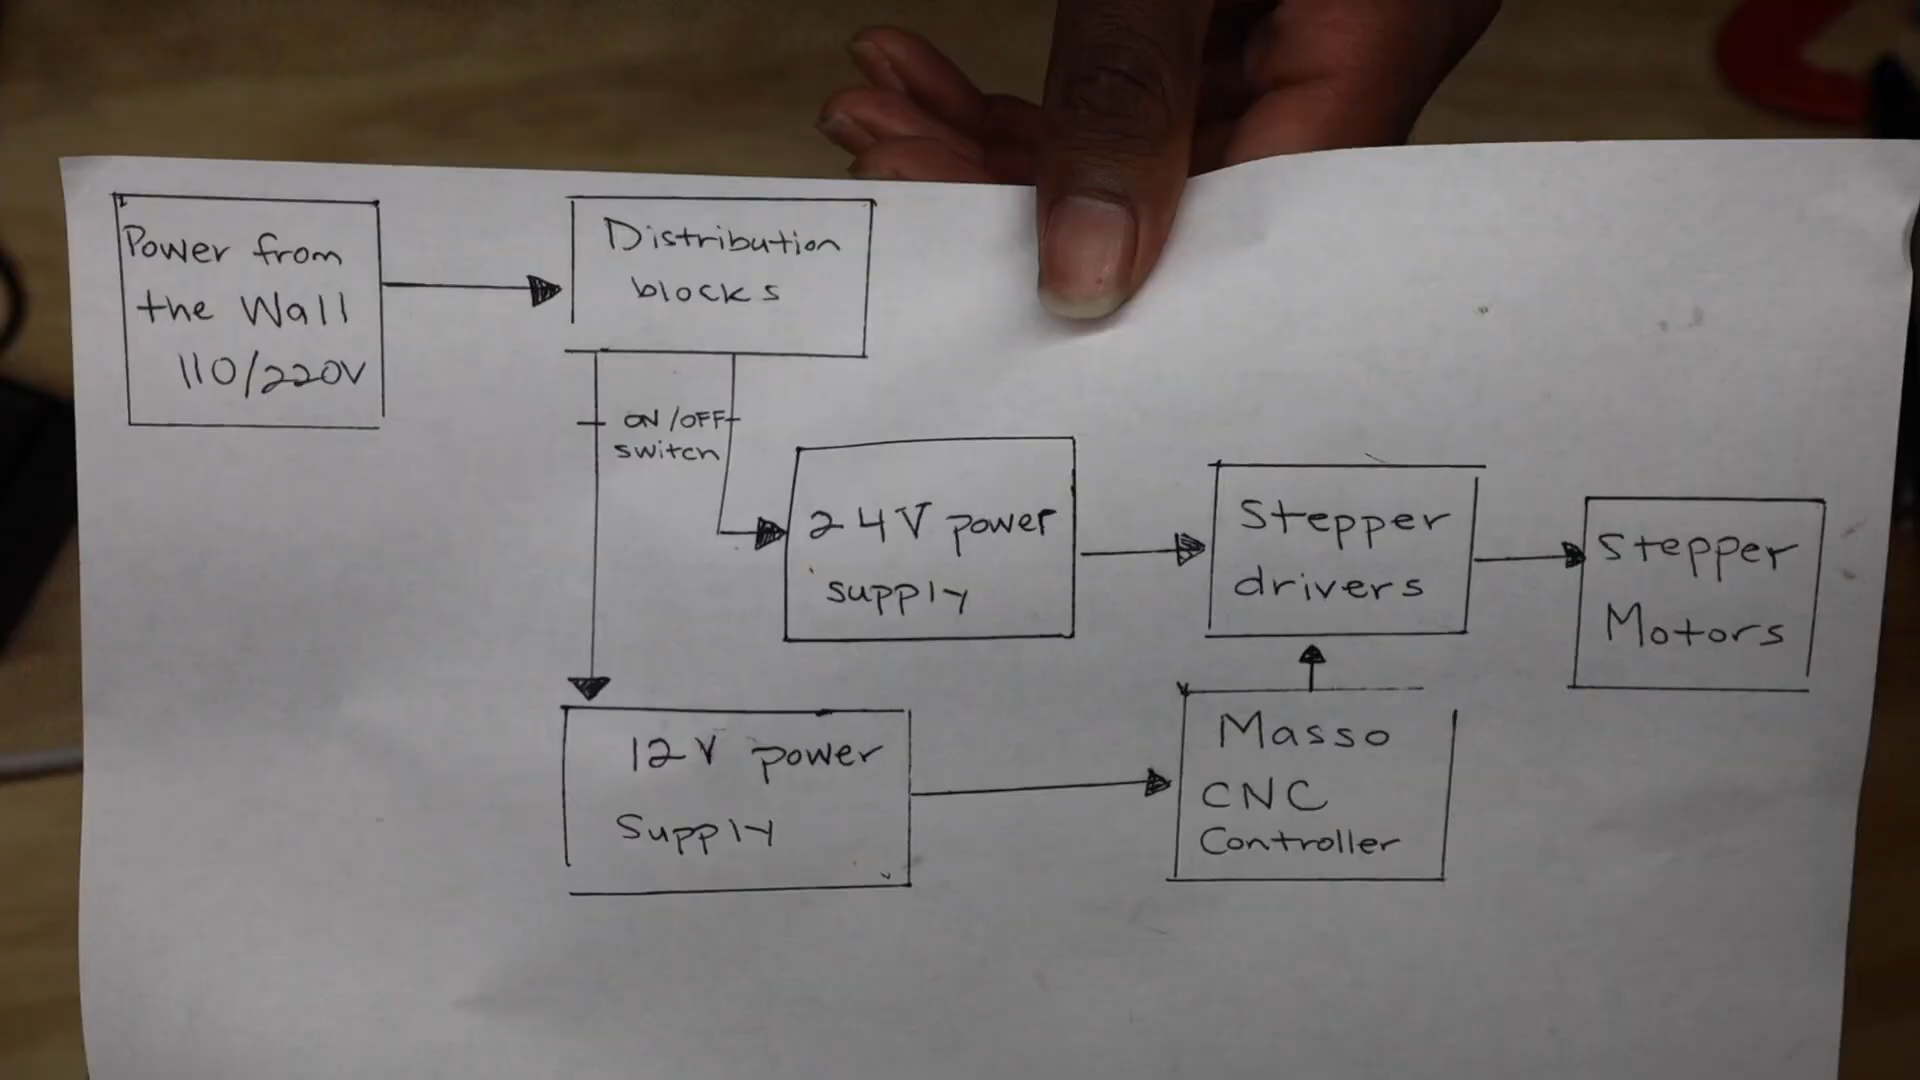 Power from
the Wall
110/220V
Distribution
blocks
ON/OFF
switch
24V power
supply
Stepper
drivers
Stepper
Motors
12V power
Supply
Masso
CNC
Controller